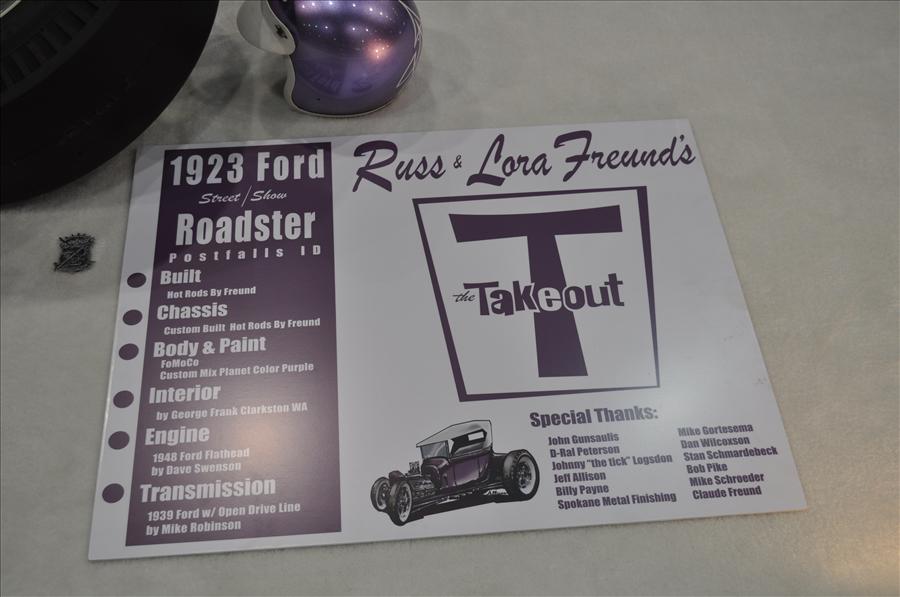 1923 Ford
Street/Show
Roadster
Postfalls ID
Built
Hot Rods By Freund
Chassis
Custom Built Hot Rods By Freund
Body & Paint
FoMoCo
Custom Mix Planet Color Purple
Interior
by George Frank Clarkston WA
Engine
1948 Ford Flathead
by Dave Swenson
Transmission
1939 Ford w/ Open Drive Line
by Mike Robinson
Russ & Lora Freund's
T
the Takeout
Special Thanks:
John Gunsaulis
D-Ral Peterson
Johnny "the tick" Logsdon
Jeff Allison
Billy Payne
Spokane Metal Finishing
Mike Gortesema
Dan Wilcoxson
Stan Schmardebeck
Bob Pike
Mike Schroeder
Claude Freund